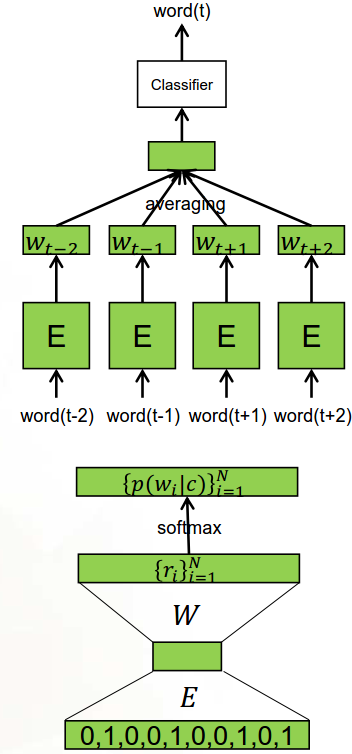 word(t)
Classifier
averaging
w_{t-2} w_{t-1} w_{t+1} w_{t+2}
E E E E
word(t-2) word(t-1) word(t+1) word(t+2)
{p(w_i|c)}_{i=1}^N
softmax
{r_i}_{i=1}^N
W
E
0,1,0,0,1,0,0,1,0,1